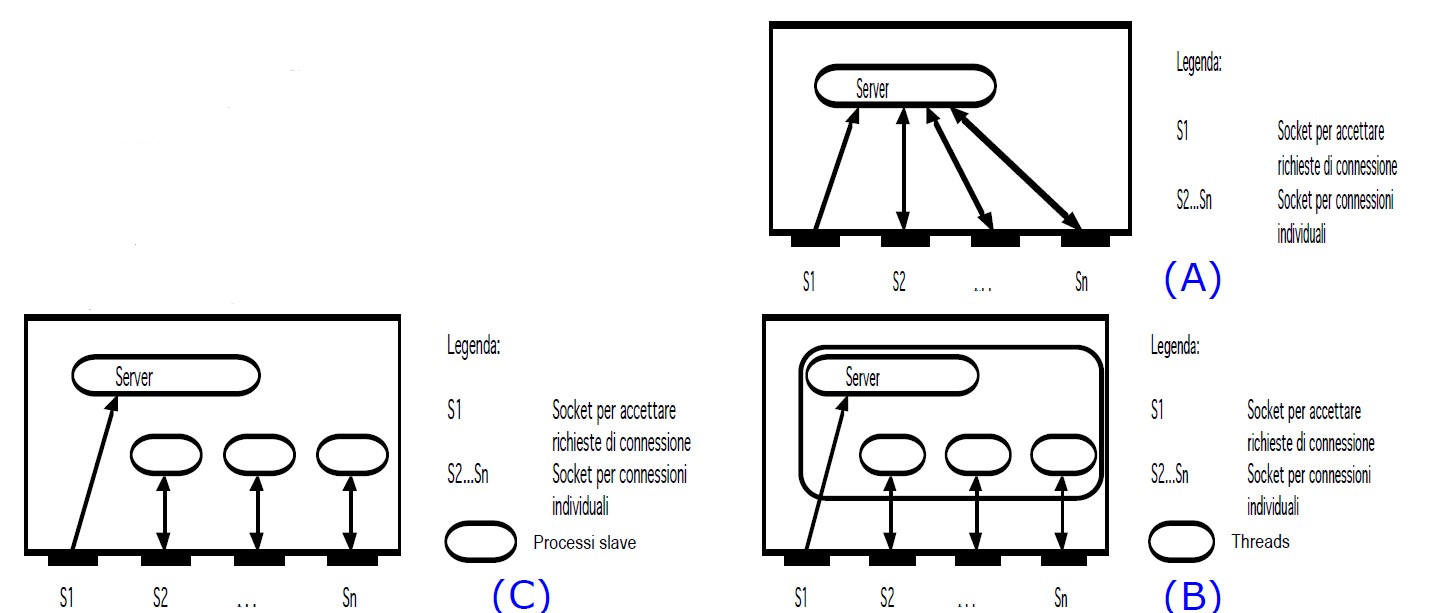 Server
Legenda:
S1 Socket per accettare
richieste di connessione
S2...Sn Socket per connessioni
individuali
S1 S2 ... Sn
(A)
Server
Legenda:
S1 Socket per accettare
richieste di connessione
S2...Sn Socket per connessioni
individuali
Processi slave
S1 S2 ... Sn
(C)
Server
Legenda:
S1 Socket per accettare
richieste di connessione
S2...Sn Socket per connessioni
individuali
Threads
S1 S2 ... Sn
(B)